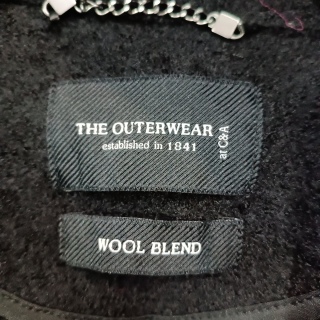 THE OUTERWEAR
established in 1841
at C&A
WOOL BLEND